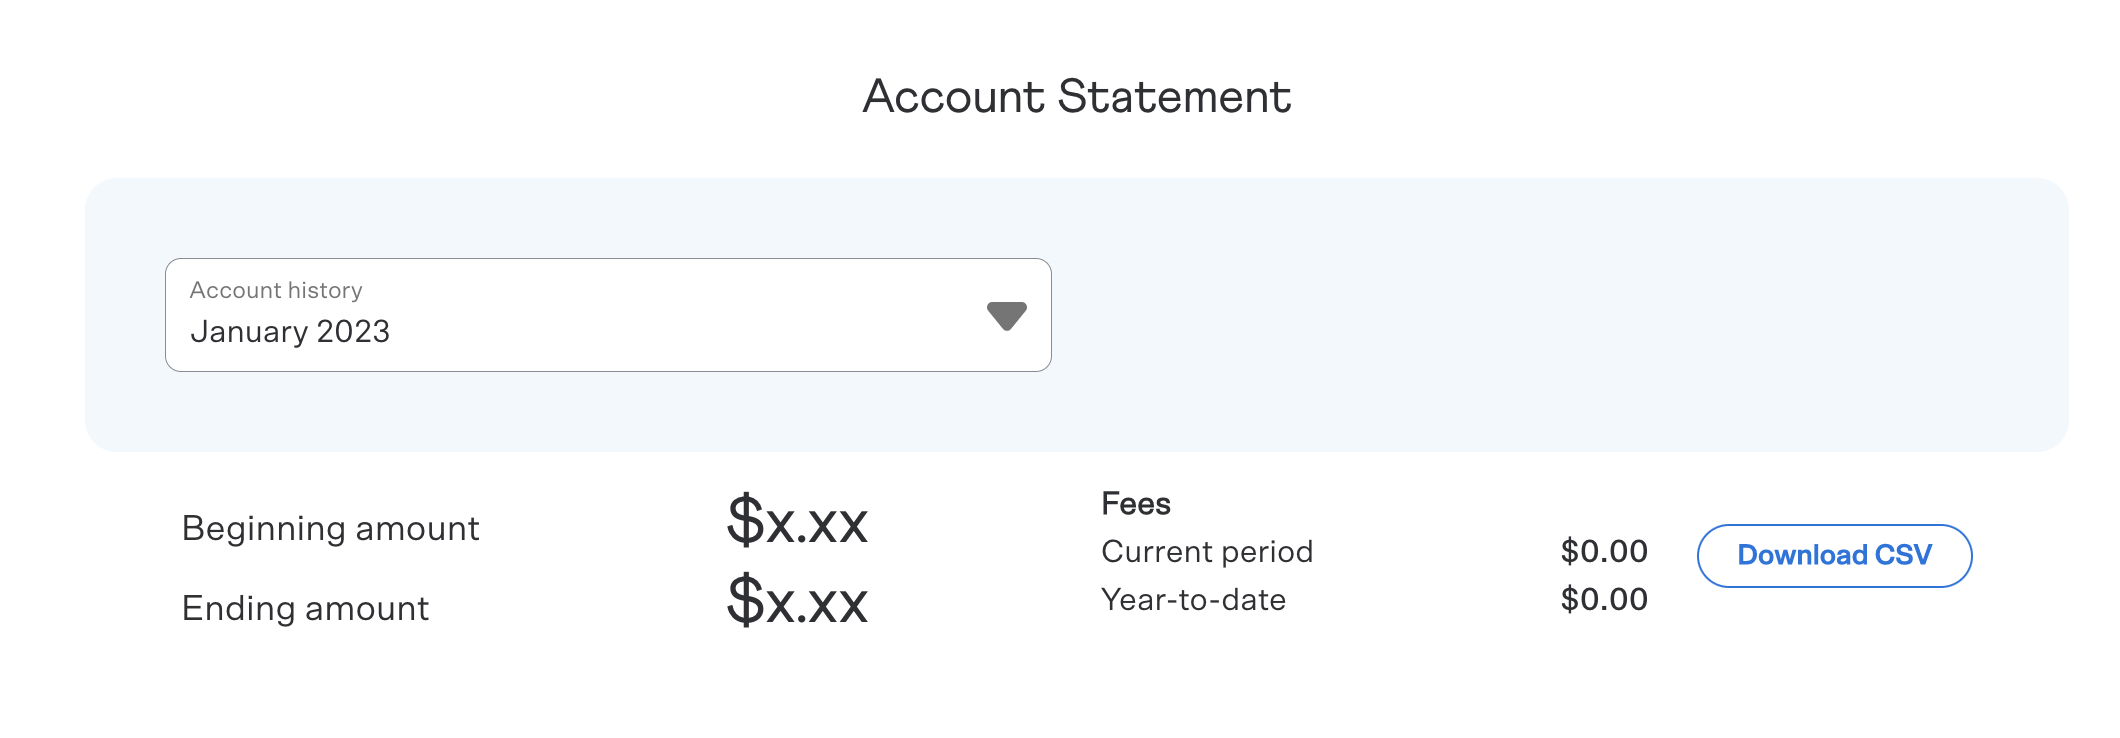 Account Statement
Account history
January 2023
Beginning amount $x.xx
Ending amount $x.xx
Fees
Current period $0.00
Year-to-date $0.00
Download CSV